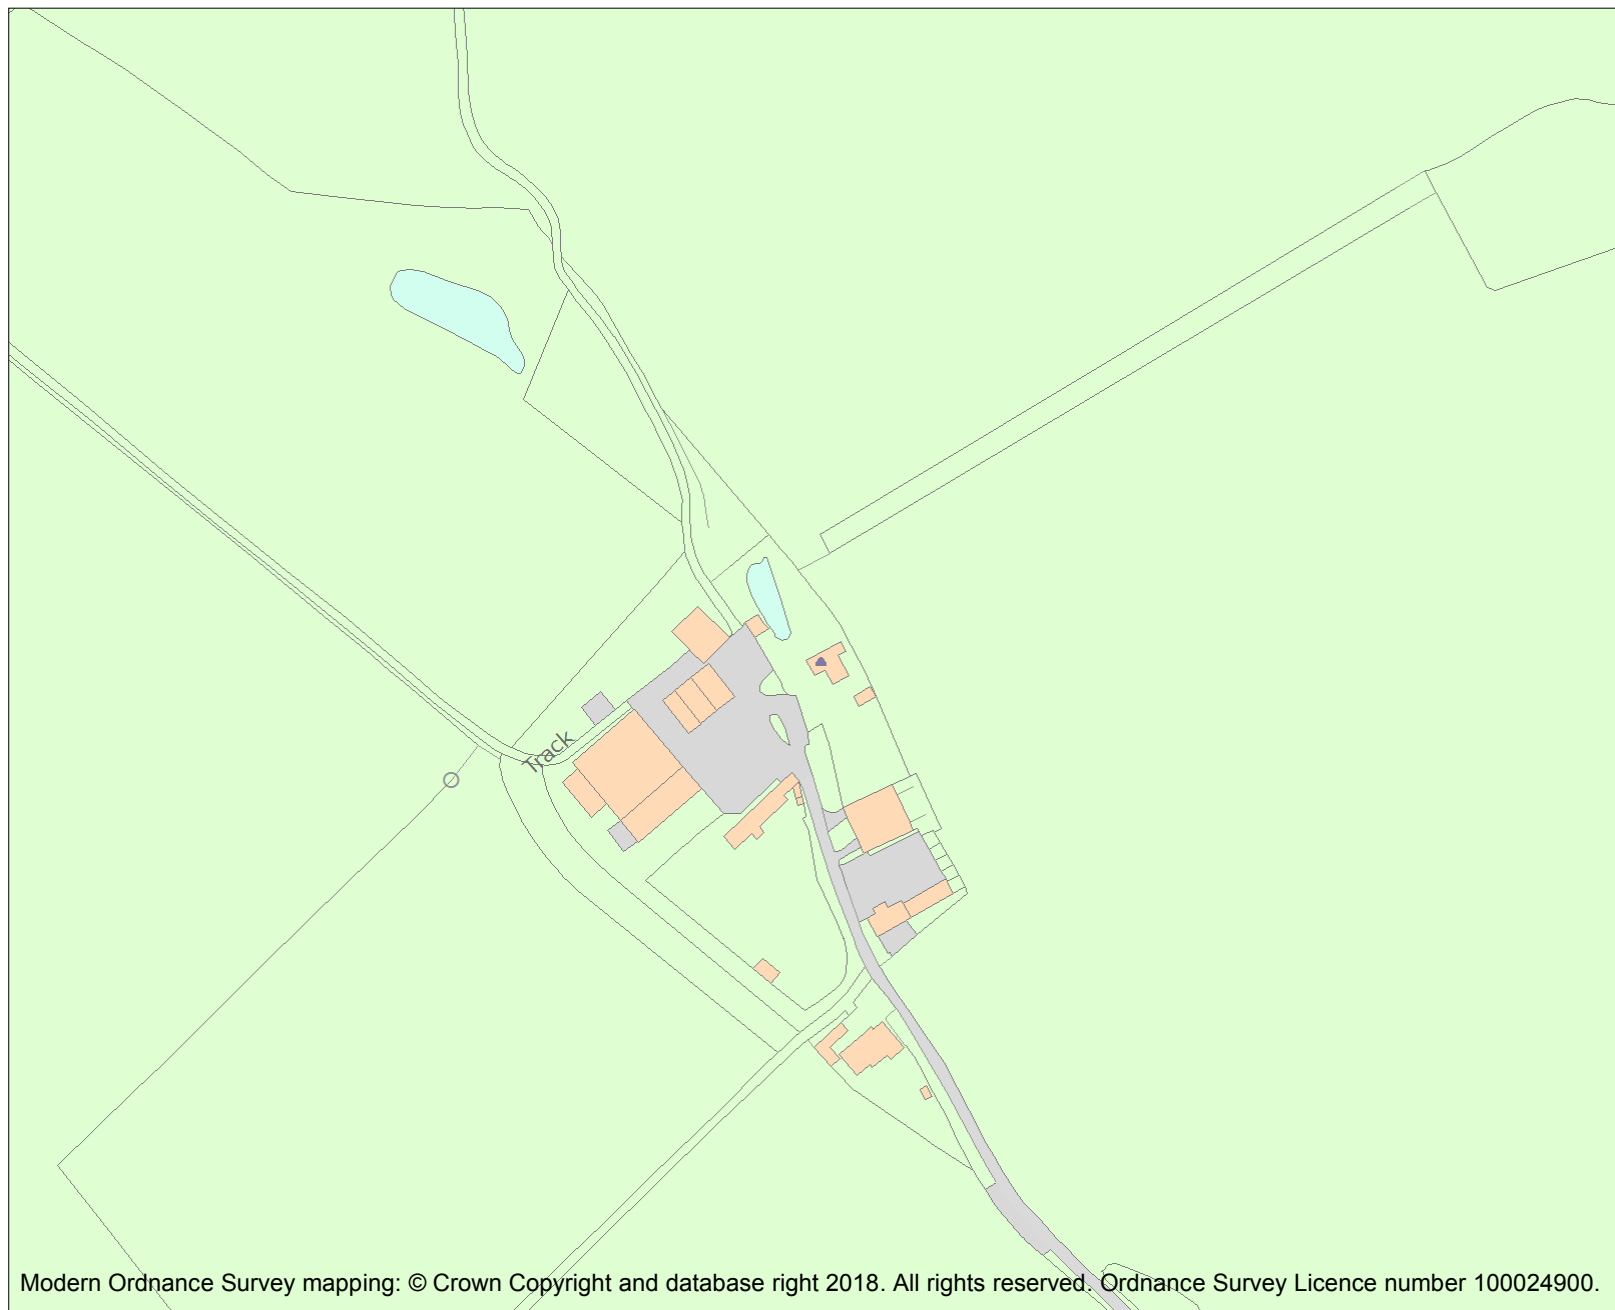 Track
Modern Ordnance Survey mapping: © Crown Copyright and database right 2018. All rights reserved. Ordnance Survey Licence number 100024900.